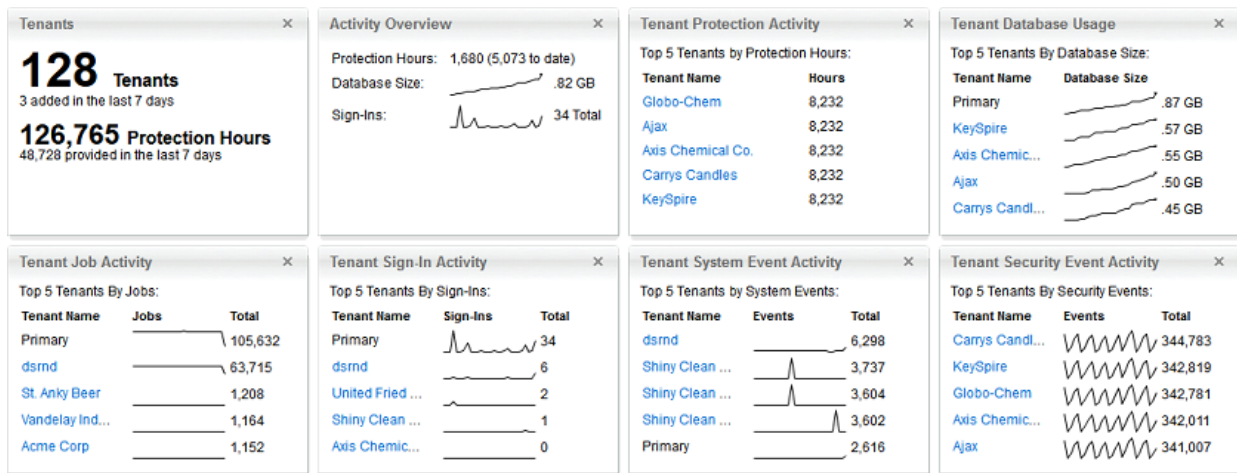 Tenants ×
128 Tenants
3 added in the last 7 days
126,765 Protection Hours
48,728 provided in the last 7 days
Activity Overview ×
Protection Hours: 1,680 (5,073 to date)
Database Size: .82 GB
Sign-Ins: 34 Total
Tenant Protection Activity ×
Top 5 Tenants by Protection Hours:
Tenant Name Hours
Globo-Chem 8,232
Ajax 8,232
Axis Chemical Co. 8,232
Carrys Candles 8,232
KeySpire 8,232
Tenant Database Usage ×
Top 5 Tenants By Database Size:
Tenant Name Database Size
Primary .87 GB
KeySpire .57 GB
Axis Chemic... .55 GB
Ajax .50 GB
Carrys Candl... .45 GB
Tenant Job Activity ×
Top 5 Tenants By Jobs:
Tenant Name Jobs Total
Primary 105,632
dsrnd 63,715
St. Anky Beer 1,208
Vandelay Ind... 1,164
Acme Corp 1,152
Tenant Sign-In Activity ×
Top 5 Tenants By Sign-Ins:
Tenant Name Sign-Ins Total
Primary 34
dsrnd 6
United Fried ... 2
Shiny Clean ... 1
Axis Chemic... 0
Tenant System Event Activity ×
Top 5 Tenants by System Events:
Tenant Name Events Total
dsrnd 6,298
Shiny Clean ... 3,737
Shiny Clean ... 3,604
Shiny Clean ... 3,602
Primary 2,616
Tenant Security Event Activity ×
Top 5 Tenants By Security Events:
Tenant Name Events Total
Carrys Candl... 344,783
KeySpire 342,819
Globo-Chem 342,781
Axis Chemic... 342,011
Ajax 341,007